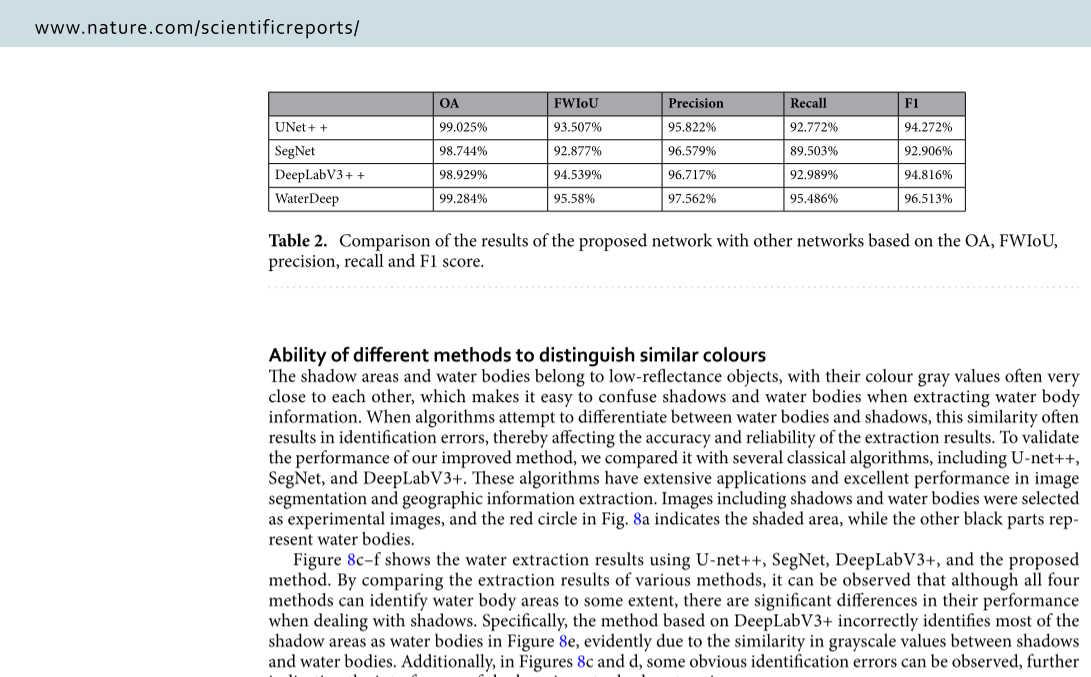 www.nature.com/scientificreports/
OA FWIoU Precision Recall F1
UNet++ 99.025% 93.507% 95.822% 92.772% 94.272%
SegNet 98.744% 92.877% 96.579% 89.503% 92.906%
DeepLabV3++ 98.929% 94.539% 96.717% 92.989% 94.816%
WaterDeep 99.284% 95.58% 97.562% 95.486% 96.513%
Table 2. Comparison of the results of the proposed network with other networks based on the OA, FWIoU,
precision, recall and F1 score.
Ability of different methods to distinguish similar colours
The shadow areas and water bodies belong to low-reflectance objects, with their colour gray values often very
close to each other, which makes it easy to confuse shadows and water bodies when extracting water body
information. When algorithms attempt to differentiate between water bodies and shadows, this similarity often
results in identification errors, thereby affecting the accuracy and reliability of the extraction results. To validate
the performance of our improved method, we compared it with several classical algorithms, including U-net++,
SegNet, and DeepLabV3+. These algorithms have extensive applications and excellent performance in image
segmentation and geographic information extraction. Images including shadows and water bodies were selected
as experimental images, and the red circle in Fig. 8a indicates the shaded area, while the other black parts rep-
resent water bodies.
Figure 8c–f shows the water extraction results using U-net++, SegNet, DeepLabV3+, and the proposed
method. By comparing the extraction results of various methods, it can be observed that although all four
methods can identify water body areas to some extent, there are significant differences in their performance
when dealing with shadows. Specifically, the method based on DeepLabV3+ incorrectly identifies most of the
shadow areas as water bodies in Figure 8e, evidently due to the similarity in grayscale values between shadows
and water bodies. Additionally, in Figures 8c and d, some obvious identification errors can be observed, further